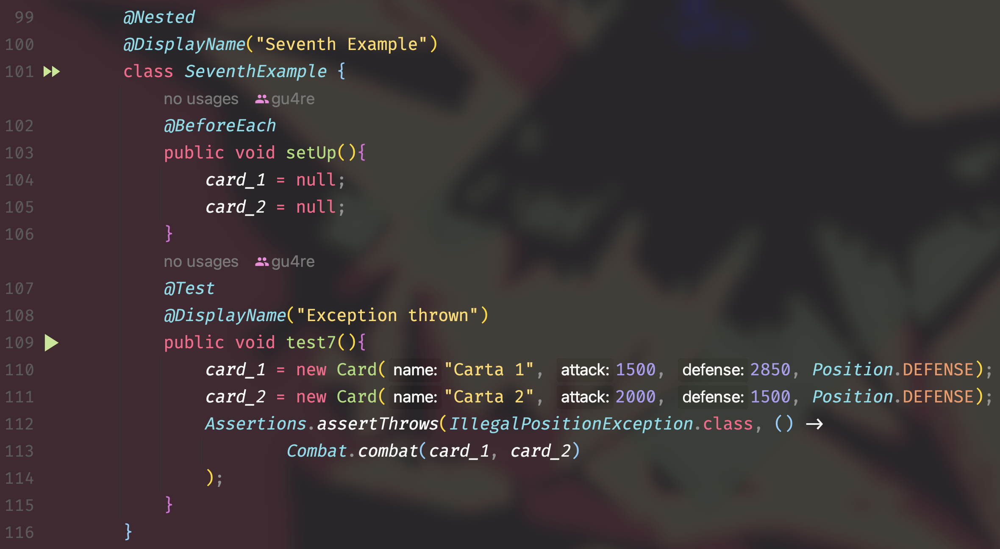 99 @Nested
100 @DisplayName("Seventh Example")
101 class SeventhExample {
no usages gu4re
102 @BeforeEach
103 public void setUp(){
104 card_1 = null;
105 card_2 = null;
106 }
no usages gu4re
107 @Test
108 @DisplayName("Exception thrown")
109 public void test7(){
110 card_1 = new Card( name: "Carta 1", attack: 1500, defense: 2850, Position.DEFENSE);
111 card_2 = new Card( name: "Carta 2", attack: 2000, defense: 1500, Position.DEFENSE);
112 Assertions.assertThrows(IllegalPositionException.class, () →
113 Combat.combat(card_1, card_2)
114 );
115 }
116 }